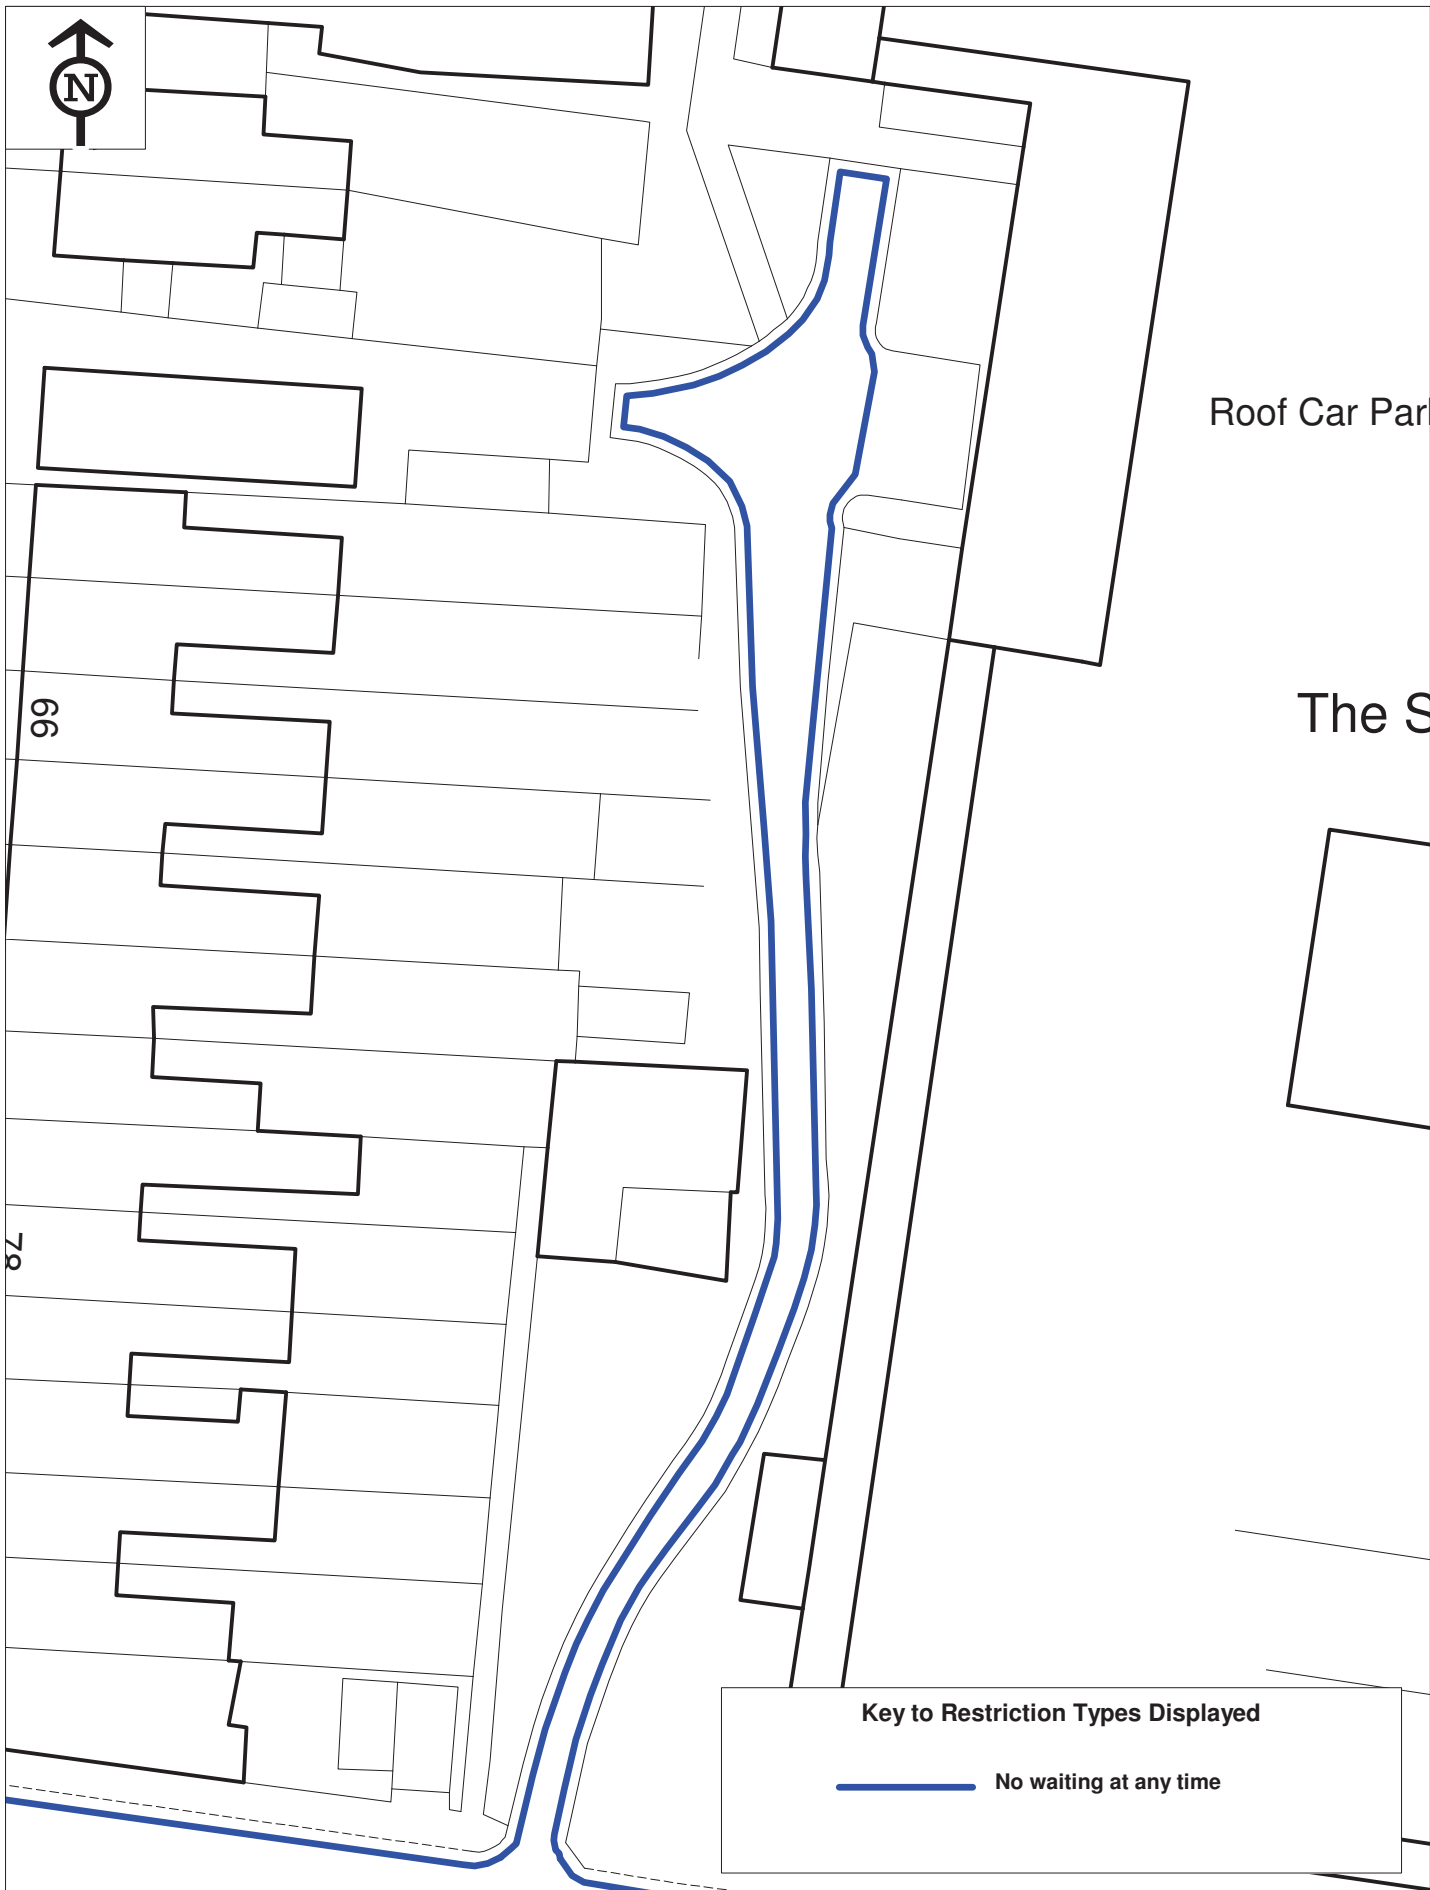 N
Roof Car Par
66
The S
78
Key to Restriction Types Displayed
No waiting at any time